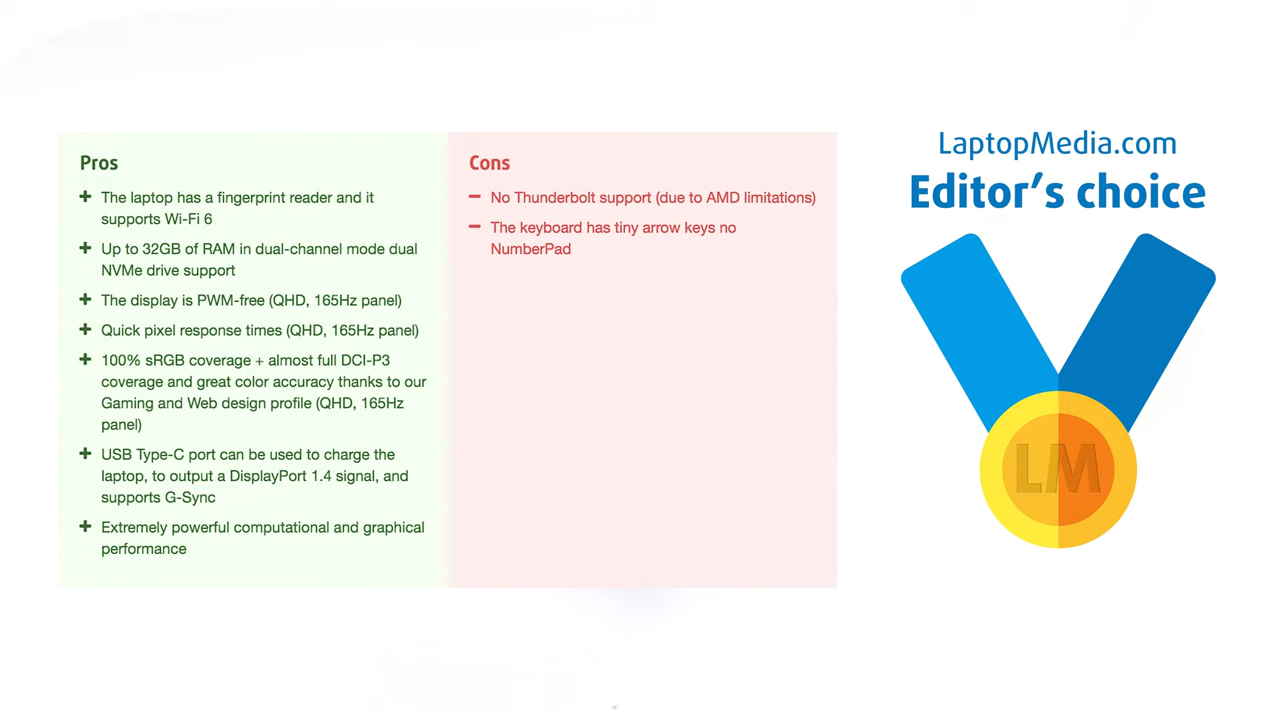 Pros
The laptop has a fingerprint reader and it
supports Wi-Fi 6
Up to 32GB of RAM in dual-channel mode dual
NVMe drive support
The display is PWM-free (QHD, 165Hz panel)
Quick pixel response times (QHD, 165Hz panel)
100% sRGB coverage + almost full DCI-P3
coverage and great color accuracy thanks to our
Gaming and Web design profile (QHD, 165Hz
panel)
USB Type-C port can be used to charge the
laptop, to output a DisplayPort 1.4 signal, and
supports G-Sync
Extremely powerful computational and graphical
performance
Cons
No Thunderbolt support (due to AMD limitations)
The keyboard has tiny arrow keys no
NumberPad
LaptopMedia.com
Editor's choice
LM